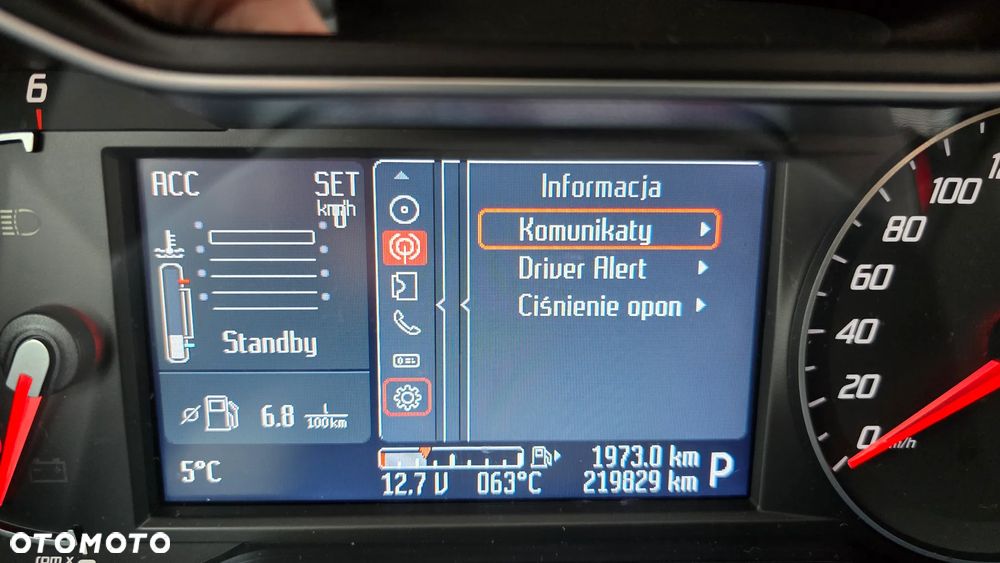 6
ACC
SET
km/h
0
Standby
6.8 l/100km
5°C
Informacja
Komunikaty
Driver Alert
Ciśnienie opon
12.7 V 063°C
1973.0 km
219829 km
P
0
20
40
60
80
100
km/h
OTOMOTO
rpm x